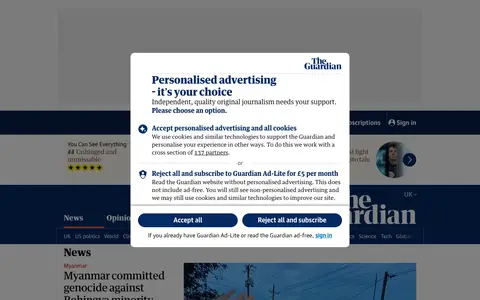 The
Guardian
Personalised advertising
- it's your choice
Independent, quality original journalism needs your support.
Please choose an option.
Accept personalised advertising and all cookies
We use cookies and similar technologies to support the Guardian and
personalise your experience in other ways. To do this we work with a
cross section of 137 partners.
or
Reject all and subscribe to Guardian Ad-Lite for £5 per month
Read the Guardian website without personalised advertising. This does
not include ad-free. You will still see non-personalised advertising and
we may still use cookies and similar technologies to improve our site.
Accept all
Reject all and subscribe
If you already have Guardian Ad-Lite or read the Guardian ad-free, sign in
Sign in
You Can See Everything
Unhinged and
unmissable
light
UK
News
Opinion
UK
US politics
World
Science
Tech
News
Myanmar
Myanmar committed
genocide against
Rohingya minority